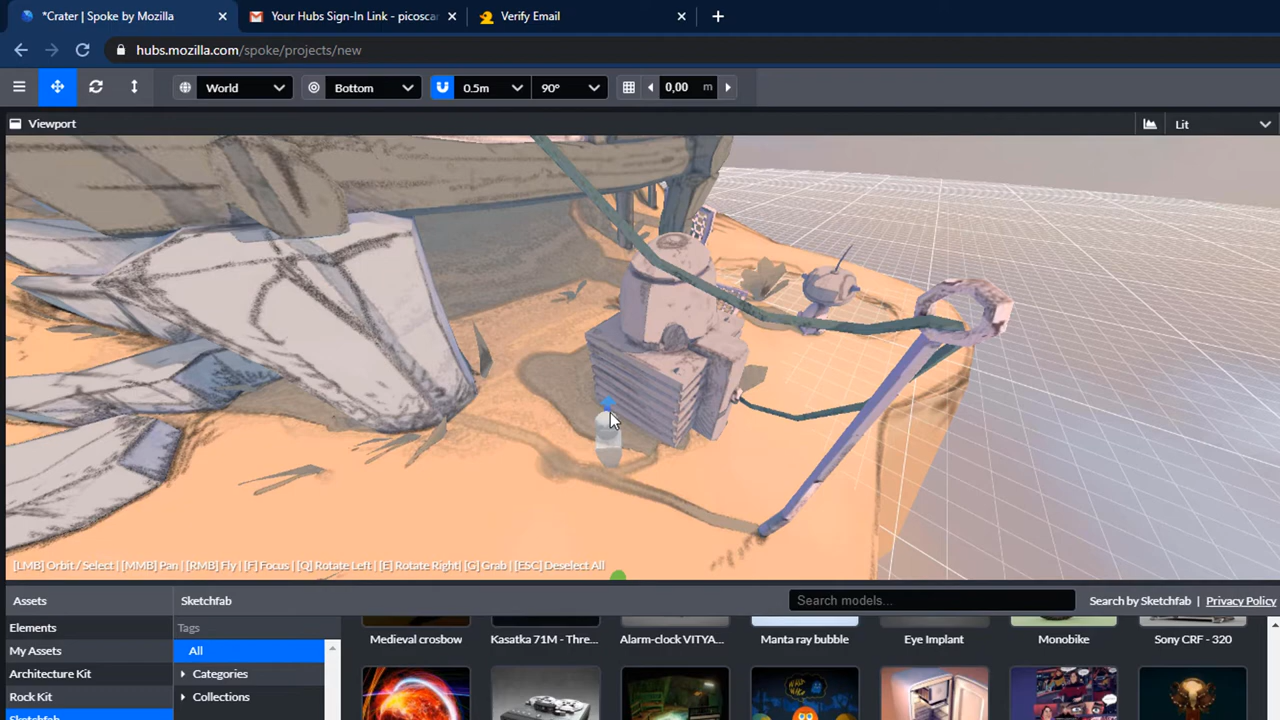 *Crater | Spoke by Mozilla
Your Hubs Sign-In Link - picoscar
Verify Email
hubs.mozilla.com/spoke/projects/new
World
Bottom
0.5m
90°
0,00 m
Viewport
Lit
[LMB] Orbit / Select | [MMB] Pan | [RMB] Fly | [F] Focus | [Q] Rotate Left | [E] Rotate Right | [G] Grab | [ESC] Deselect All
Assets
Sketchfab
Search models...
Search by Sketchfab | Privacy Policy
Elements
Tags
My Assets
All
Architecture Kit
Categories
Rock Kit
Collections
Sketchfab
Medieval crosbow
Kasatka 71M - Thre...
Alarm-clock VITYA...
Manta ray bubble
Eye Implant
Monobike
Sony CRF - 320